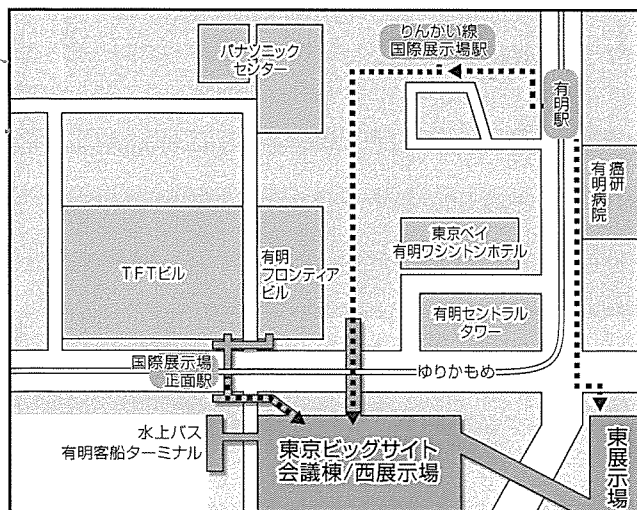 りんかい線
国際展示場駅
パナソニック
センター
有明駅
癌研
有明病院
東京ベイ
有明ワシントンホテル
TFTビル
有明
フロンティア
ビル
有明セントラル
タワー
国際展示場
正面駅
ゆりかもめ
水上バス
有明客船ターミナル
東京ビッグサイト
会議棟/西展示場
東展示場